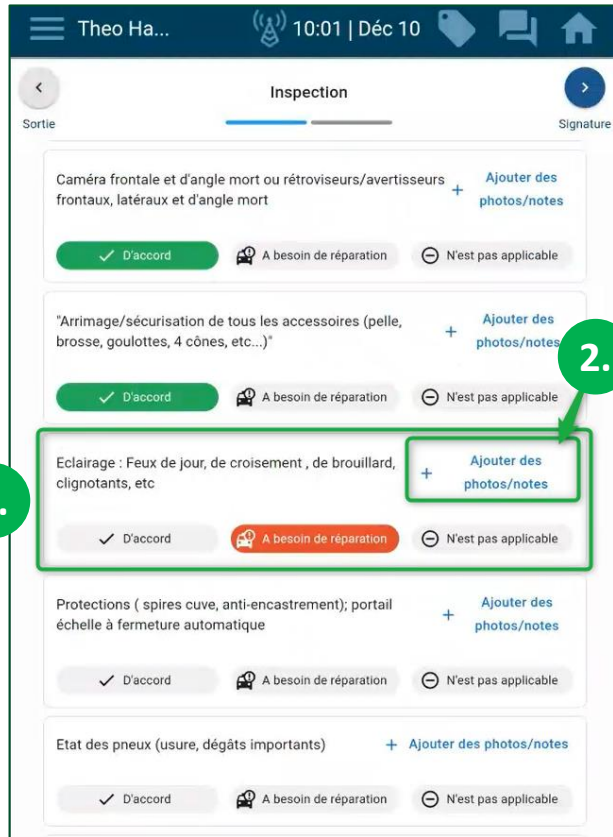 Theo Ha...
10:01 | Déc 10
Inspection
Sortie
Signature
Caméra frontale et d'angle mort ou rétroviseurs/avertisseurs
frontaux, latéraux et d'angle mort
+ Ajouter des
photos/notes
D'accord
A besoin de réparation
N'est pas applicable
"Arrimage/sécurisation de tous les accessoires (pelle,
brosse, goulottes, 4 cônes, etc...)"
+ Ajouter des
photos/notes
2.
D'accord
A besoin de réparation
N'est pas applicable
Eclairage : Feux de jour, de croisement , de brouillard,
clignotants, etc
+ Ajouter des
photos/notes
.
D'accord
A besoin de réparation
N'est pas applicable
Protections ( spires cuve, anti-encastrement); portail
échelle à fermeture automatique
+ Ajouter des
photos/notes
D'accord
A besoin de réparation
N'est pas applicable
Etat des pneux (usure, dégâts importants)
+ Ajouter des photos/notes
D'accord
A besoin de réparation
N'est pas applicable